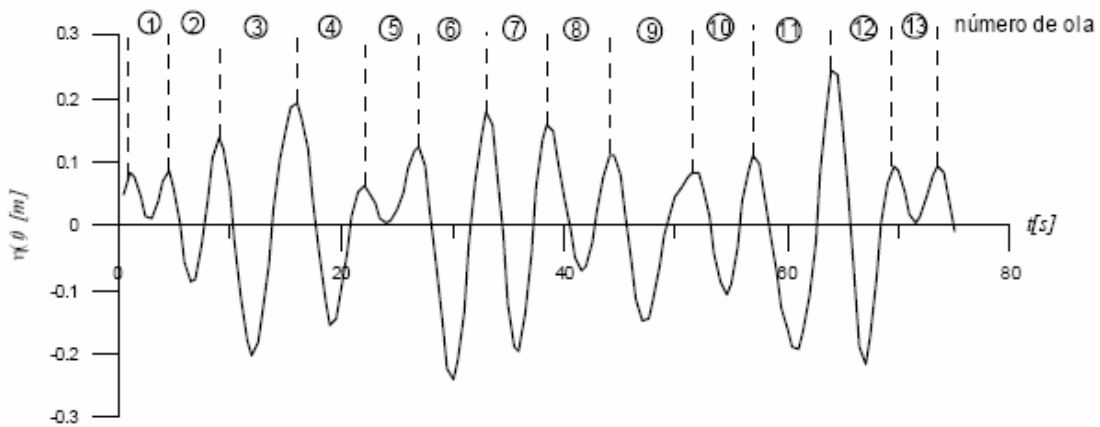 ① ② ③ ④ ⑤ ⑥ ⑦ ⑧ ⑨ ⑩ ⑪ ⑫ ⑬ número de ola
0.3
0.2
0.1
η(t) [m]
0
t[s]
0 20 40 60 80
-0.1
-0.2
-0.3